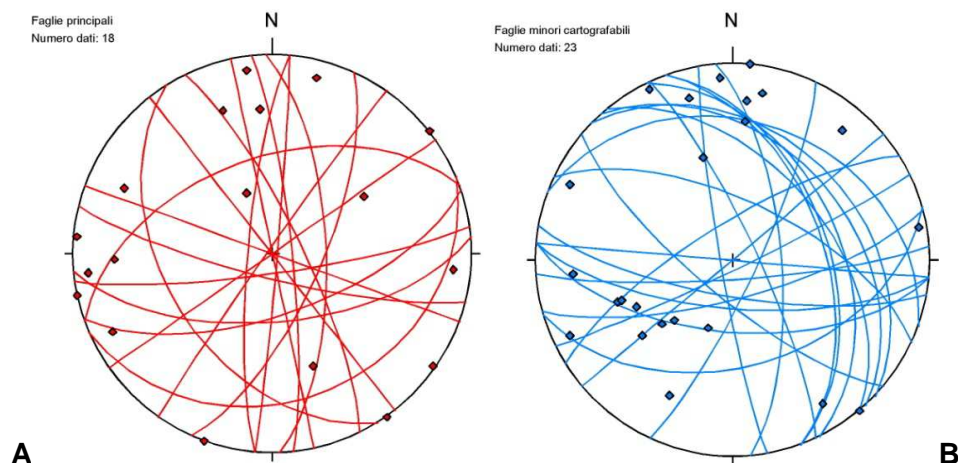 Faglie principali
Numero dati: 18
N
A
Faglie minori cartografabili
Numero dati: 23
N
B